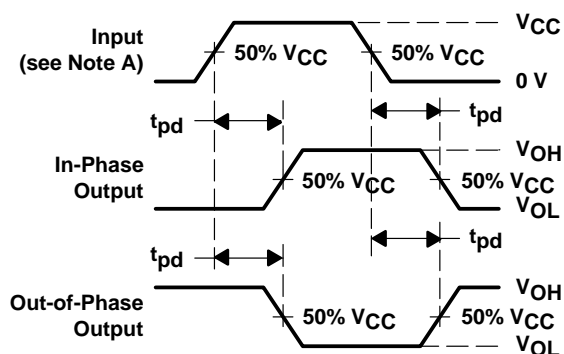 VCC
Input
(see Note A)
50% VCC
50% VCC
0 V
tpd
tpd
VOH
In-Phase
Output
50% VCC
50% VCC
VOL
tpd
tpd
VOH
Out-of-Phase
Output
50% VCC
50% VCC
VOL